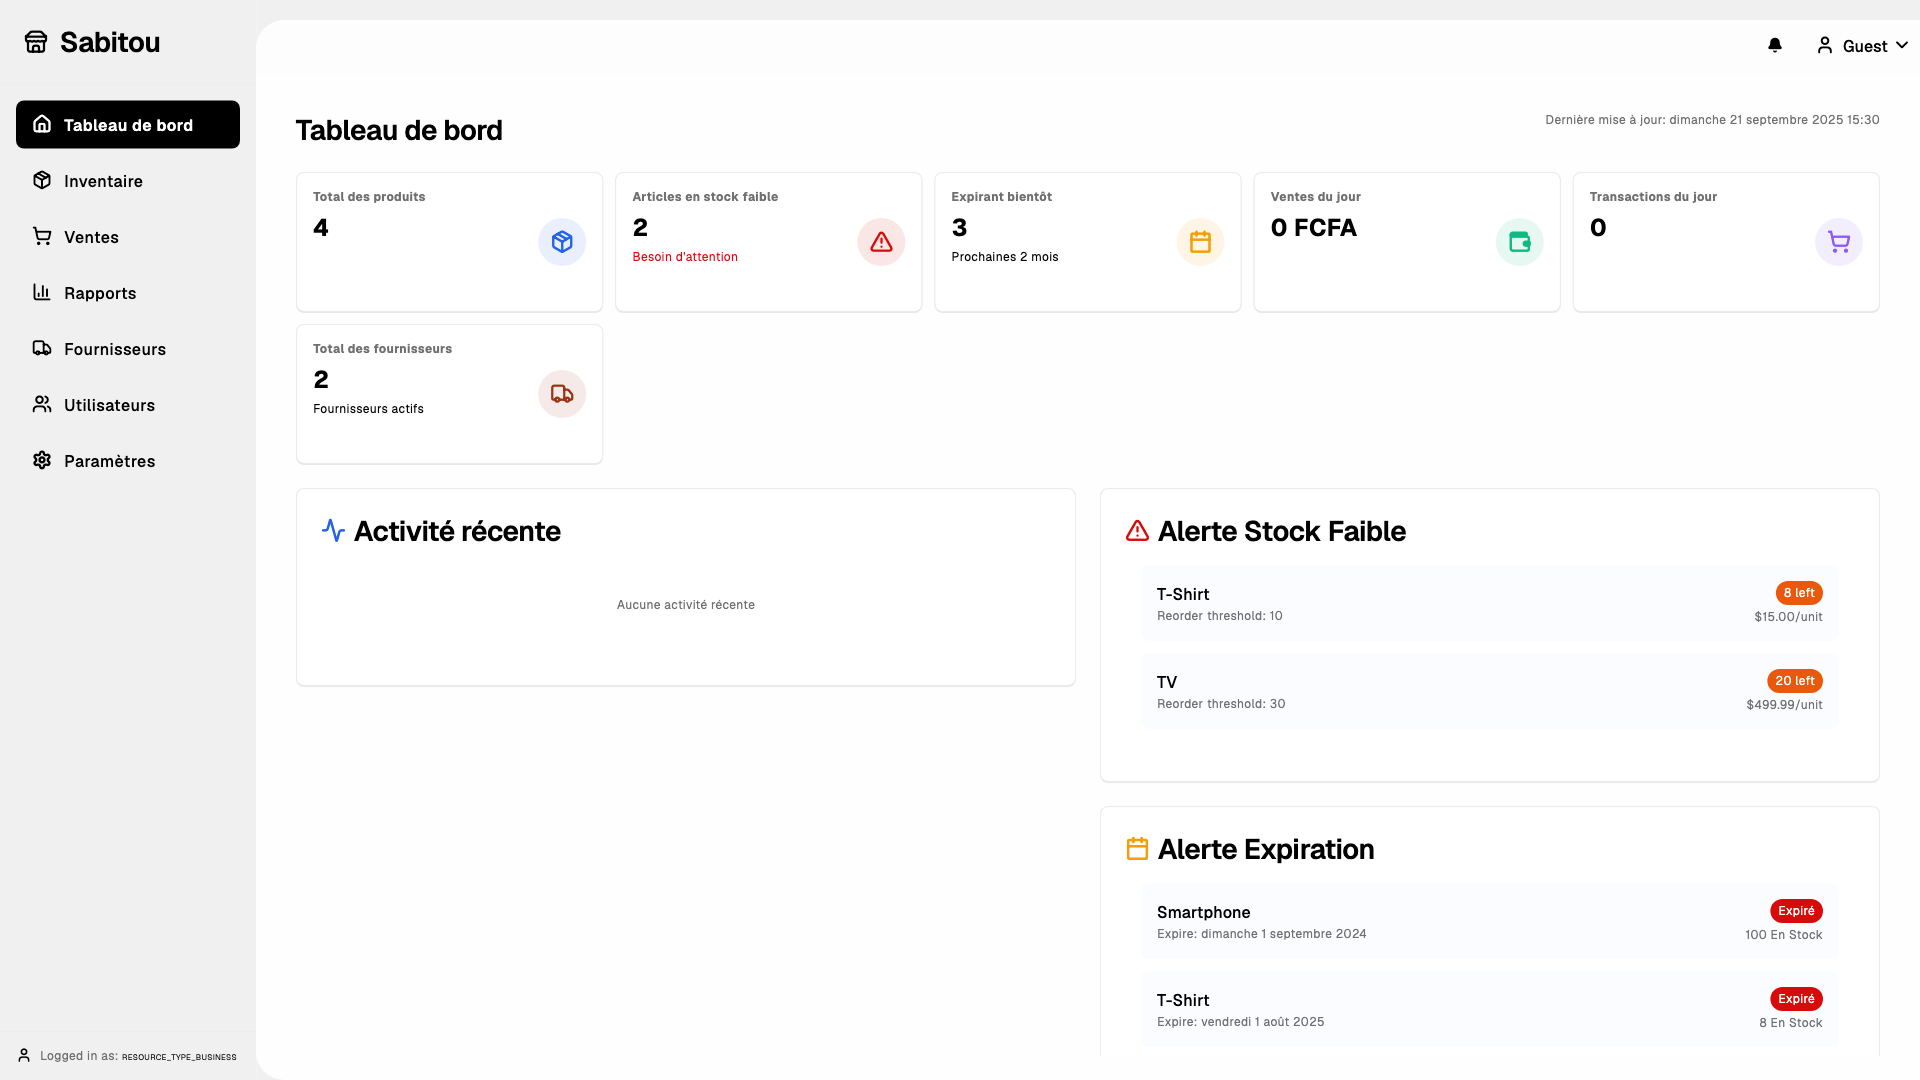 Sabitou
Tableau de bord
Inventaire
Ventes
Rapports
Fournisseurs
Utilisateurs
Paramètres
Logged in as: RESOURCE_TYPE_BUSINESS
Guest
Tableau de bord
Dernière mise à jour: dimanche 21 septembre 2025 15:30
Total des produits
4
Articles en stock faible
2
Besoin d'attention
Expirant bientôt
3
Prochaines 2 mois
Ventes du jour
0 FCFA
Transactions du jour
0
Total des fournisseurs
2
Fournisseurs actifs
Activité récente
Aucune activité récente
Alerte Stock Faible
T-Shirt
8 left
Reorder threshold: 10
$15.00/unit
TV
20 left
Reorder threshold: 30
$499.99/unit
Alerte Expiration
Smartphone
Expiré
Expire: dimanche 1 septembre 2024
100 En Stock
T-Shirt
Expiré
Expire: vendredi 1 août 2025
8 En Stock